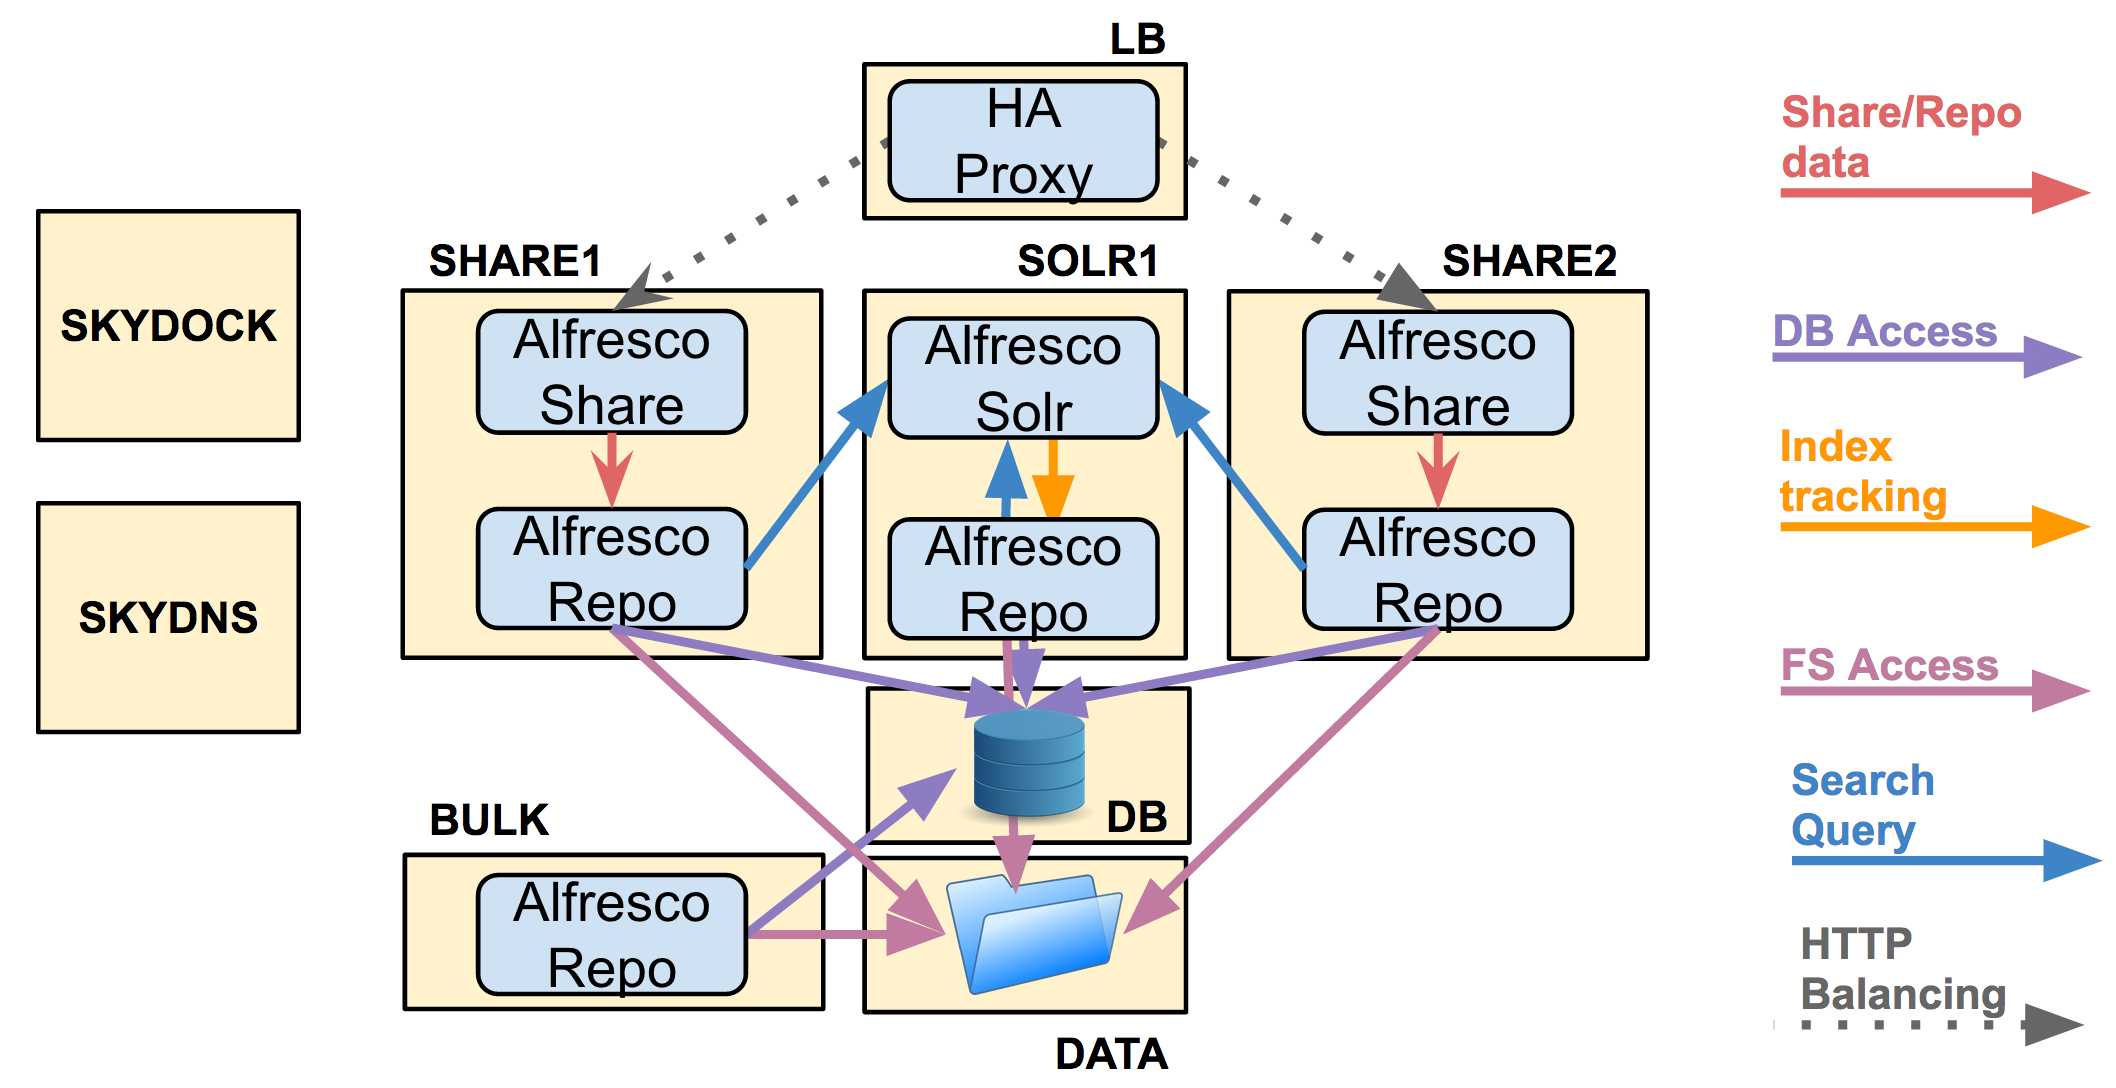 LB
HA
Proxy
SKYDOCK
SKYDNS
SHARE1
Alfresco
Share
Alfresco
Repo
SOLR1
Alfresco
Solr
Alfresco
Repo
SHARE2
Alfresco
Share
Alfresco
Repo
DB
BULK
Alfresco
Repo
DATA
Share/Repo
data
DB Access
Index
tracking
FS Access
Search
Query
HTTP
Balancing